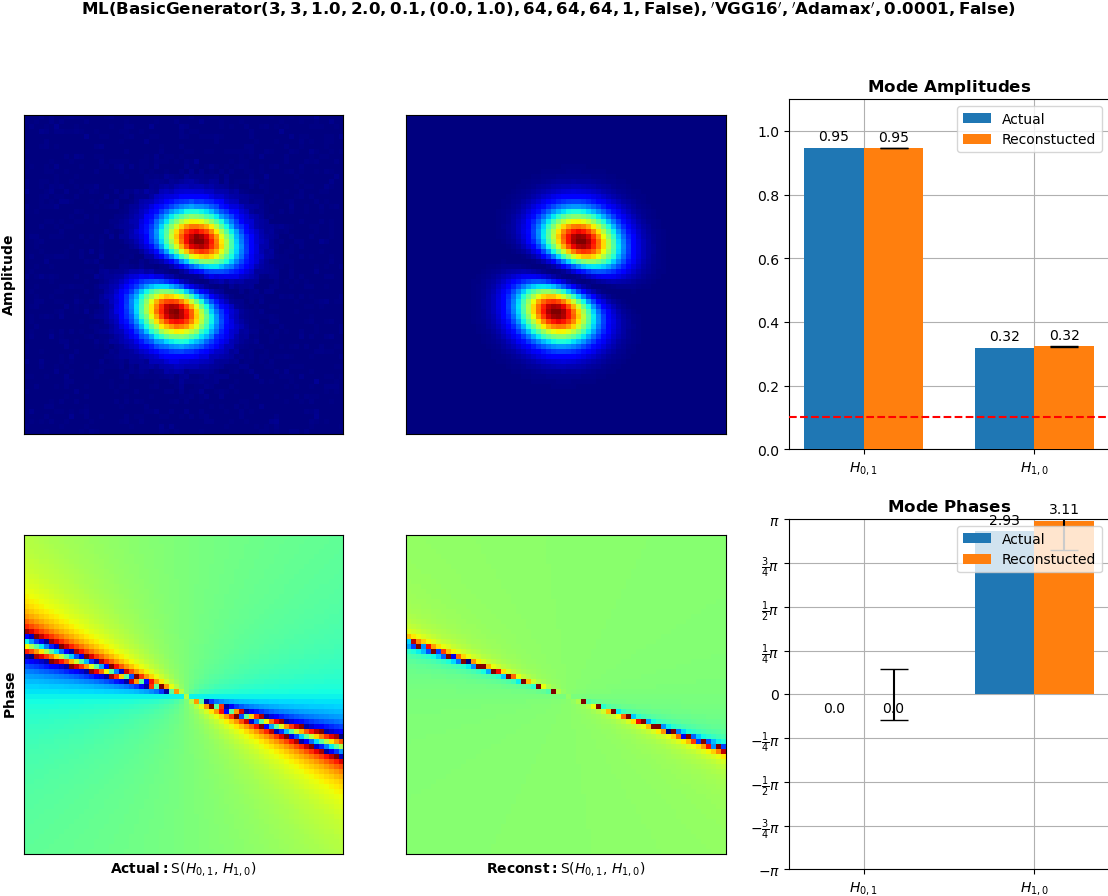 ML(BasicGenerator(3, 3, 1.0, 2.0, 0.1, (0.0, 1.0), 64, 64, 64, 1, False), ′VGG16′, ′Adamax′, 0.0001, False)
Mode Amplitudes
Actual
Reconstucted
0.95
0.95
0.32
0.32
1.0
0.8
0.6
0.4
0.2
0.0
H₀,₁
H₁,₀
Amplitude
Mode Phases
2.93
3.11
Actual
Reconstucted
0.0
0.0
π
3/4π
1/2π
1/4π
0
−1/4π
−1/2π
−3/4π
−π
H₀,₁
H₁,₀
Phase
Actual: S(H₀,₁, H₁,₀)
Reconst: S(H₀,₁, H₁,₀)